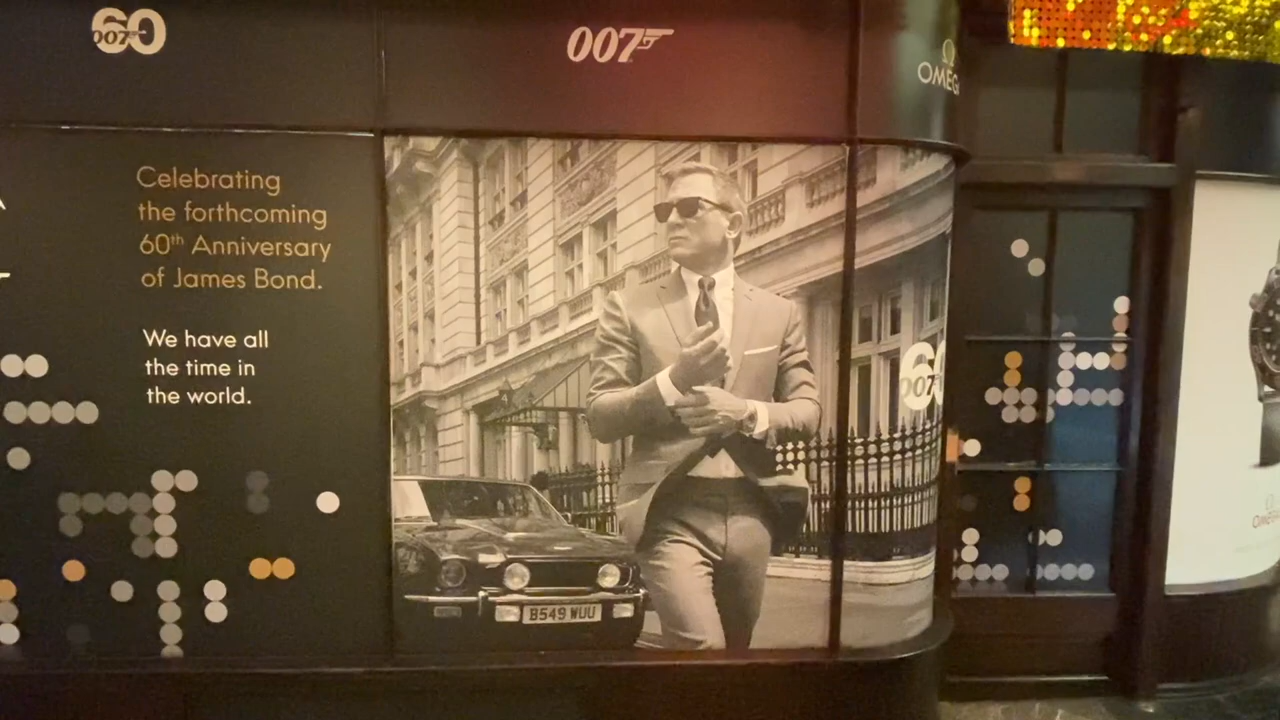 60
007
007
OMEG
Celebrating
the forthcoming
60th Anniversary
of James Bond.
We have all
the time in
the world.
60
007
B549 WUU
OMEGA